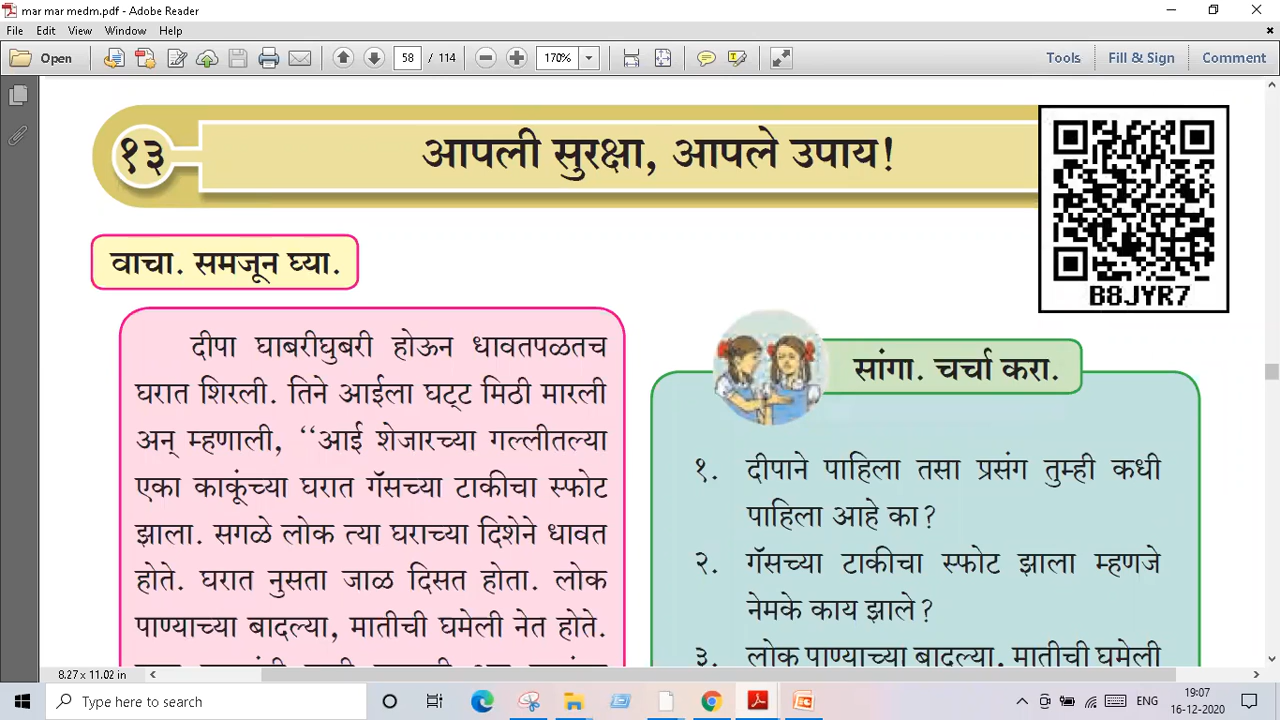 mar mar medm.pdf - Adobe Reader
File Edit View Window Help
Open 58 / 114 170% Tools Fill & Sign Comment
१३ आपली सुरक्षा, आपले उपाय!
B8JYR7
वाचा. समजून घ्या.
दीपा घाबरीघुबरी होऊन धावतपळतच
घरात शिरली. तिने आईला घट्ट मिठी मारली
अन् म्हणाली, ‘‘आई शेजारच्या गल्लीतल्या
एका काकूंच्या घरात गॅसच्या टाकीचा स्फोट
झाला. सगळे लोक त्या घराच्या दिशेने धावत
होते. घरात नुसता जाळ दिसत होता. लोक
पाण्याच्या बादल्या, मातीची घमेली नेत होते.
सांगा. चर्चा करा.
१. दीपाने पाहिला तसा प्रसंग तुम्ही कधी
पाहिला आहे का?
२. गॅसच्या टाकीचा स्फोट झाला म्हणजे
नेमके काय झाले?
३. लोक पाण्याच्या बादल्या, मातीची घमेली
8.27 x 11.02 in
Type here to search
ENG
19:07
16-12-2020